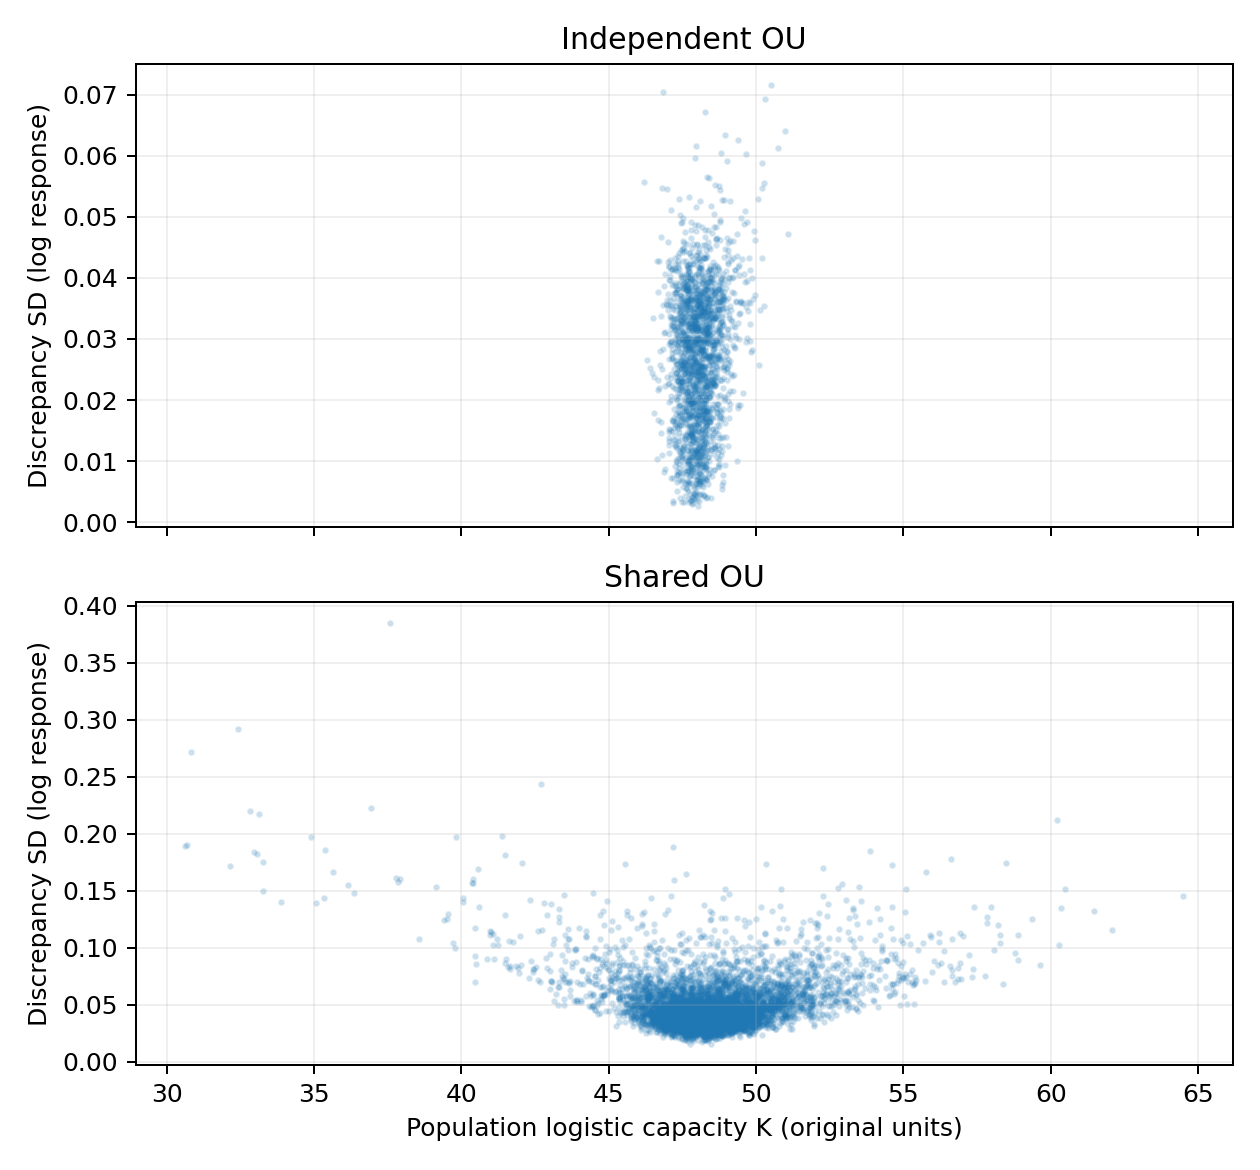 Independent OU
Discrepancy SD (log response)
0.07
0.06
0.05
0.04
0.03
0.02
0.01
0.00
Shared OU
Discrepancy SD (log response)
0.40
0.35
0.30
0.25
0.20
0.15
0.10
0.05
0.00
30 35 40 45 50 55 60 65
Population logistic capacity K (original units)